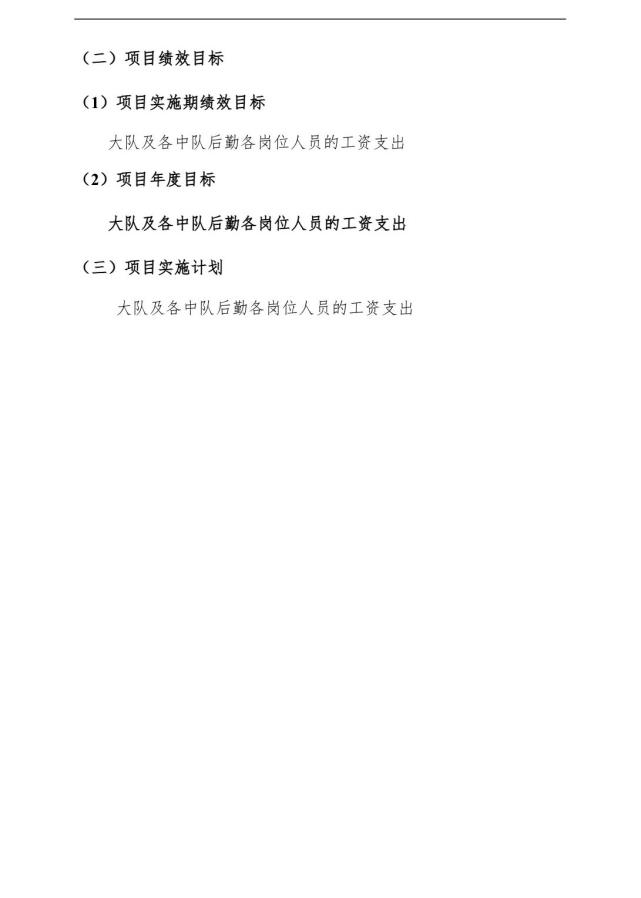 （二）项目绩效目标
（1）项目实施期绩效目标
大队及各中队后勤各岗位人员的工资支出
（2）项目年度目标
大队及各中队后勤各岗位人员的工资支出
（三）项目实施计划
大队及各中队后勤各岗位人员的工资支出